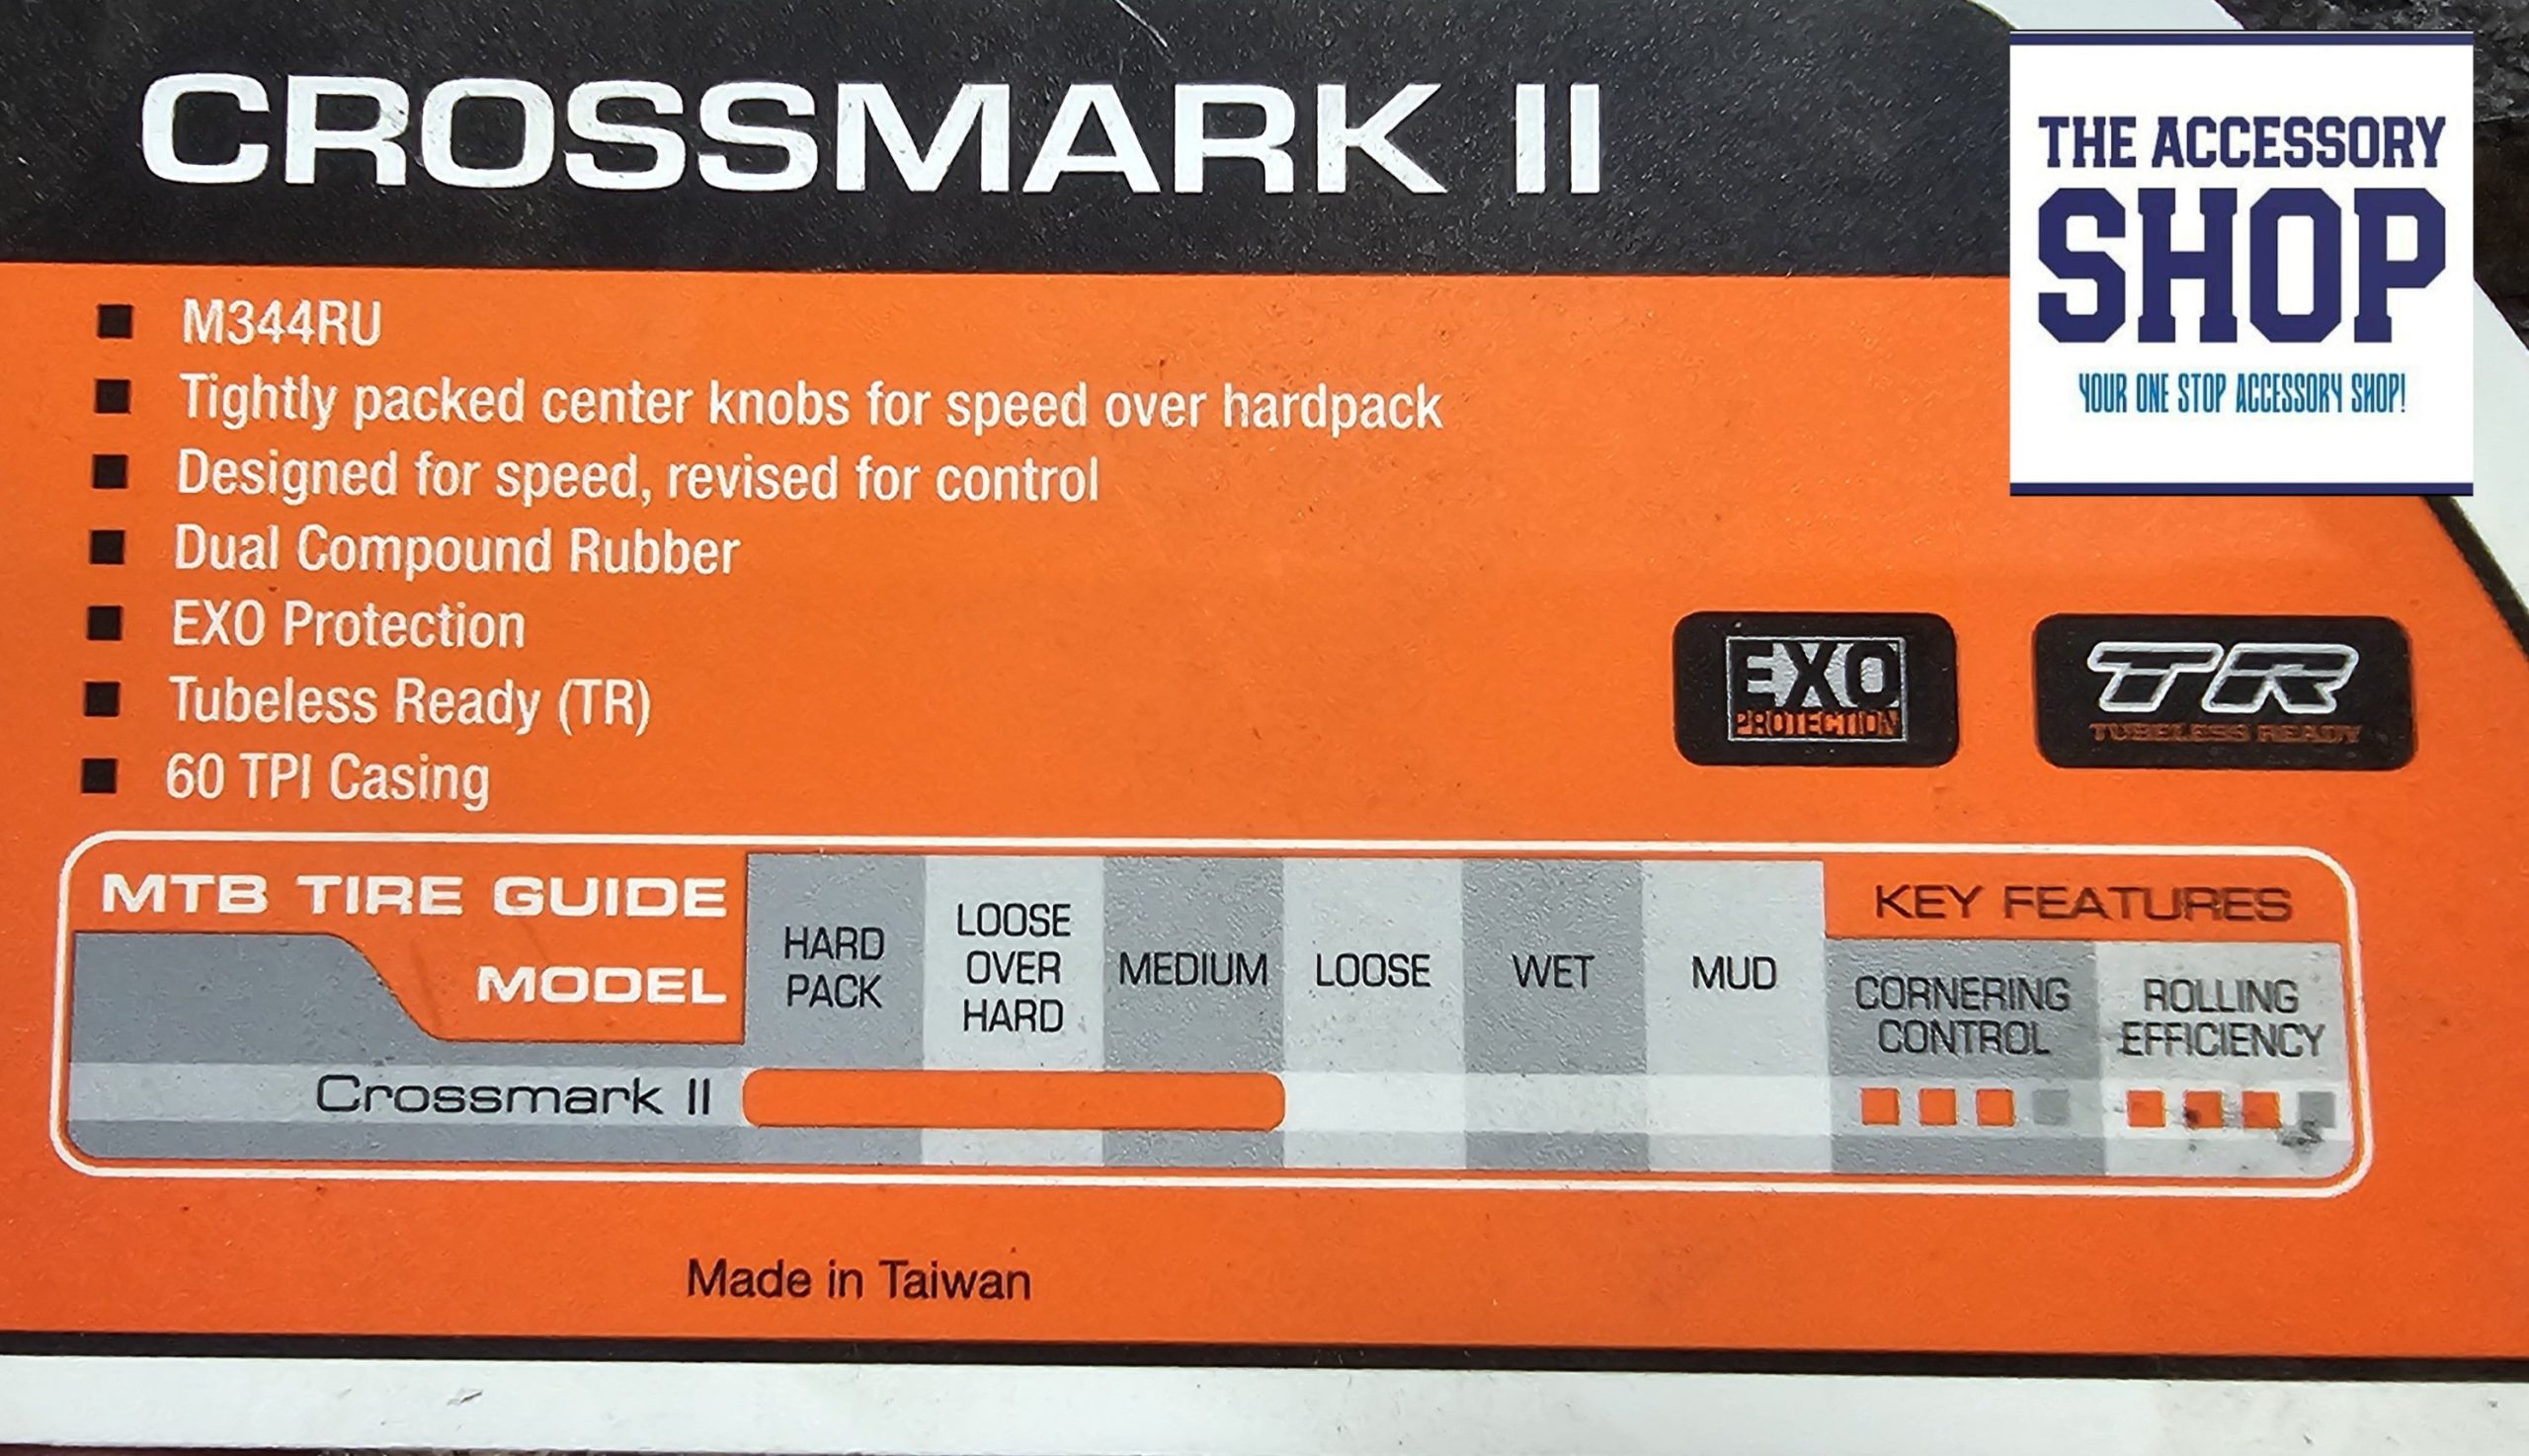 CROSSMARK II
THE ACCESSORY
SHOP
YOUR ONE STOP ACCESSORY SHOP!
M344RU
Tightly packed center knobs for speed over hardpack
Designed for speed, revised for control
Dual Compound Rubber
EXO Protection
Tubeless Ready (TR)
60 TPI Casing
EXO
PROTECTION
TR
TUBELESS READY
MTB TIRE GUIDE
MODEL
HARD
PACK
LOOSE
OVER
HARD
MEDIUM
LOOSE
WET
MUD
KEY FEATURES
CORNERING
CONTROL
ROLLING
EFFICIENCY
Crossmark II
Made in Taiwan